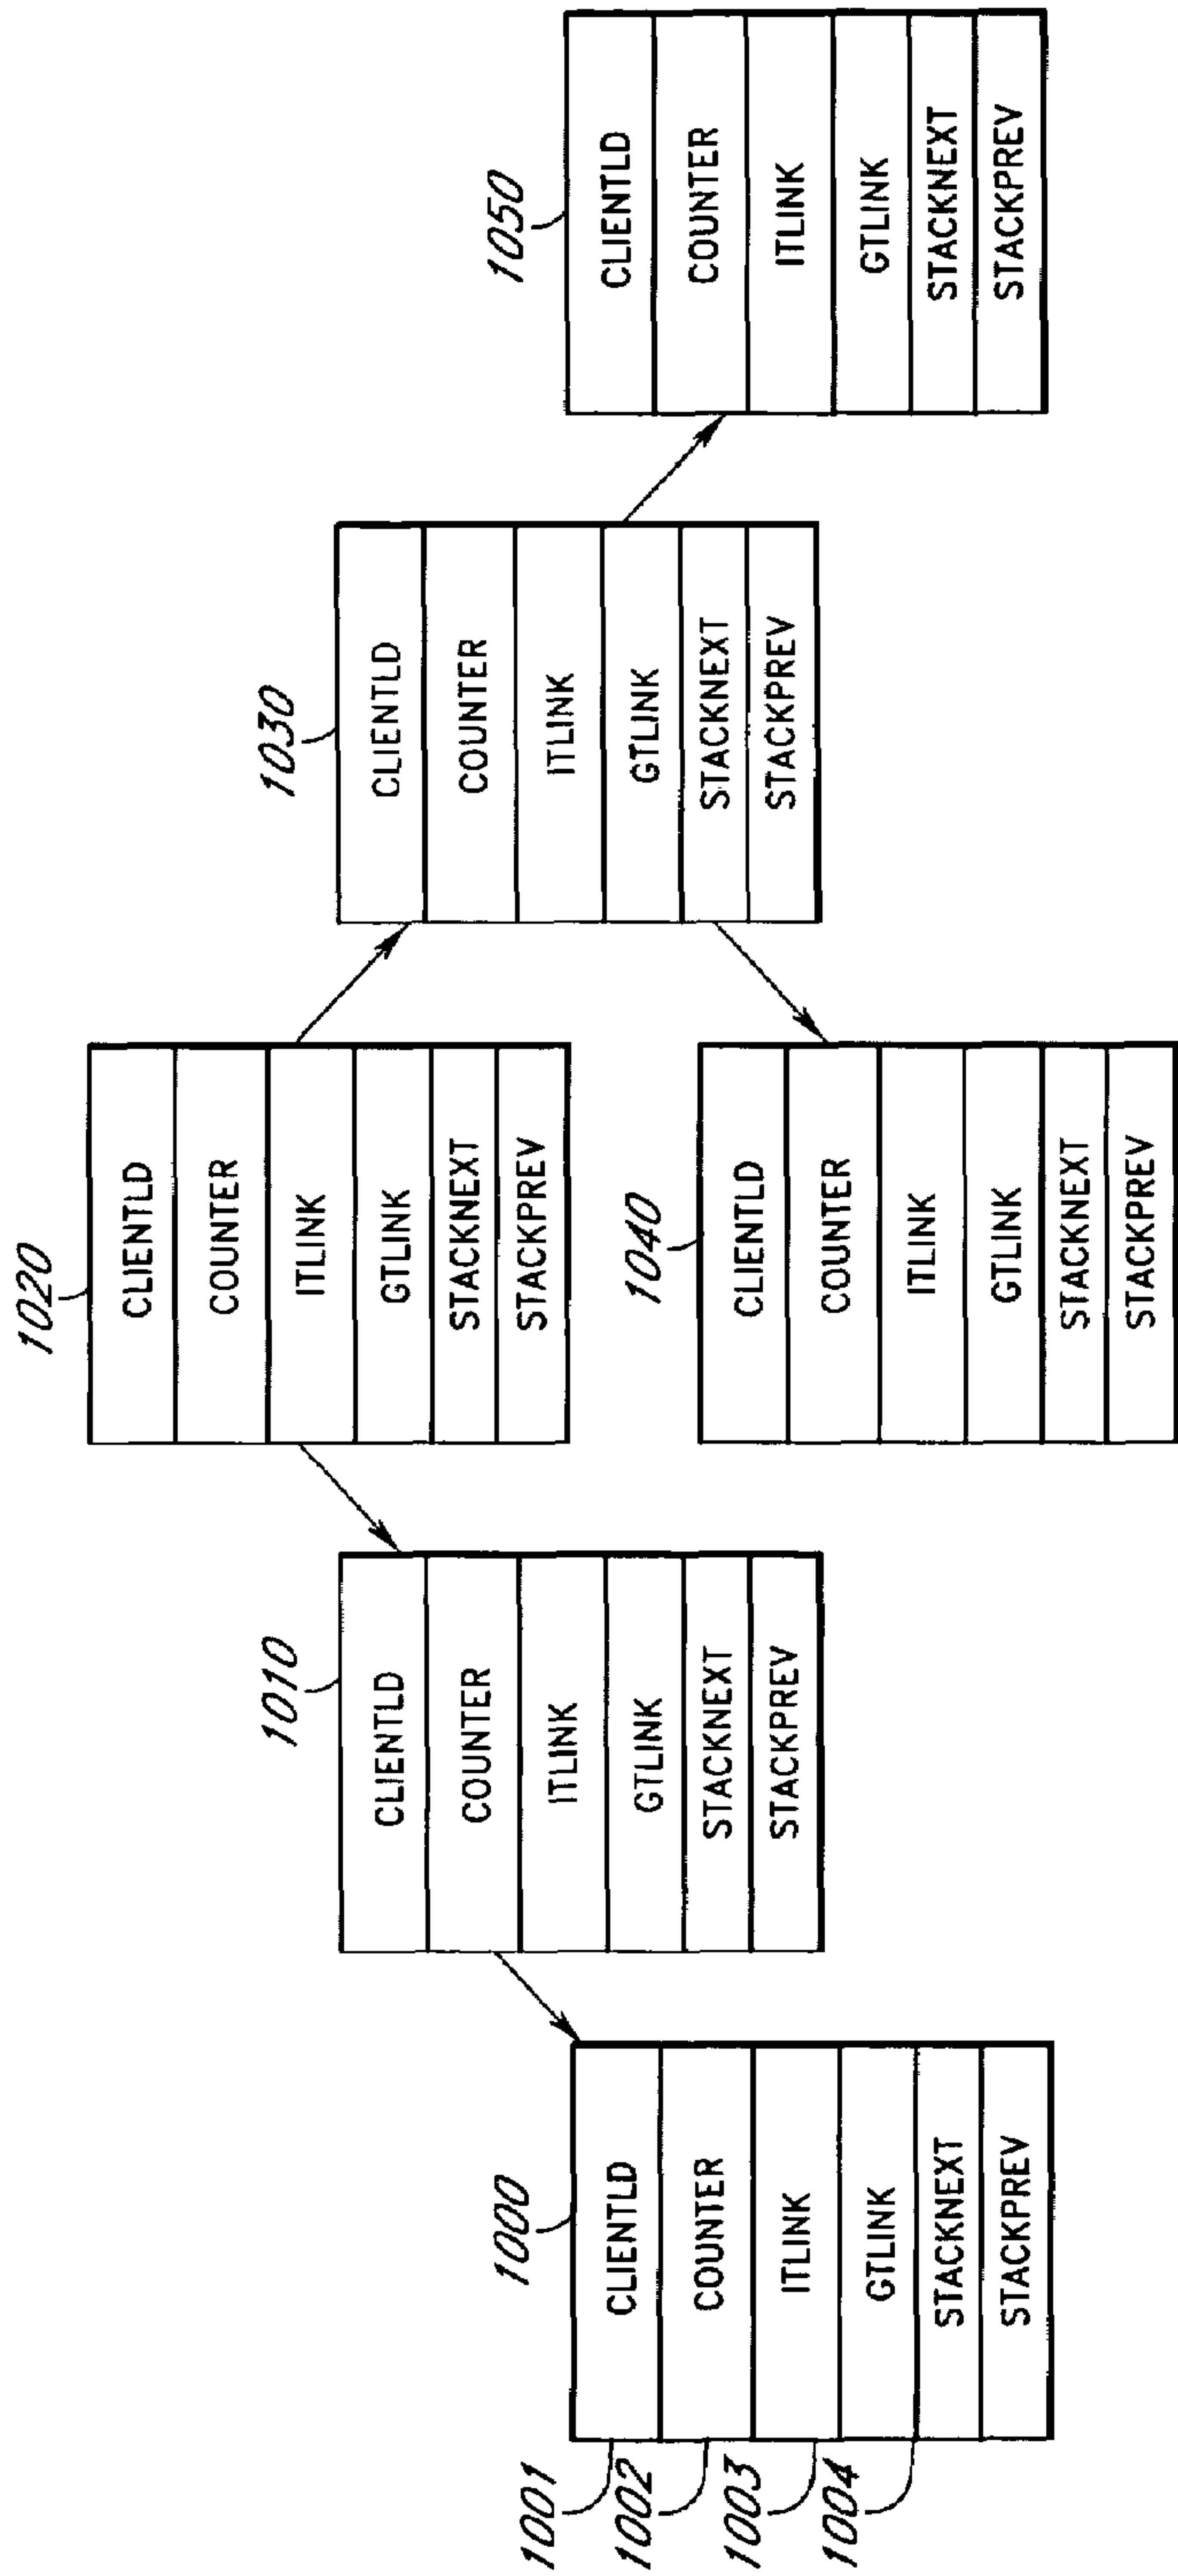 1020
CLIENTLD
COUNTER
ITLINK
GTLINK
STACKNEXT
STACKPREV
1010
CLIENTLD
COUNTER
ITLINK
GTLINK
STACKNEXT
STACKPREV
1030
CLIENTLD
COUNTER
ITLINK
GTLINK
STACKNEXT
STACKPREV
1000
1001
CLIENTLD
1002
COUNTER
1003
ITLINK
1004
GTLINK
STACKNEXT
STACKPREV
1040
CLIENTLD
COUNTER
ITLINK
GTLINK
STACKNEXT
STACKPREV
1050
CLIENTLD
COUNTER
ITLINK
GTLINK
STACKNEXT
STACKPREV